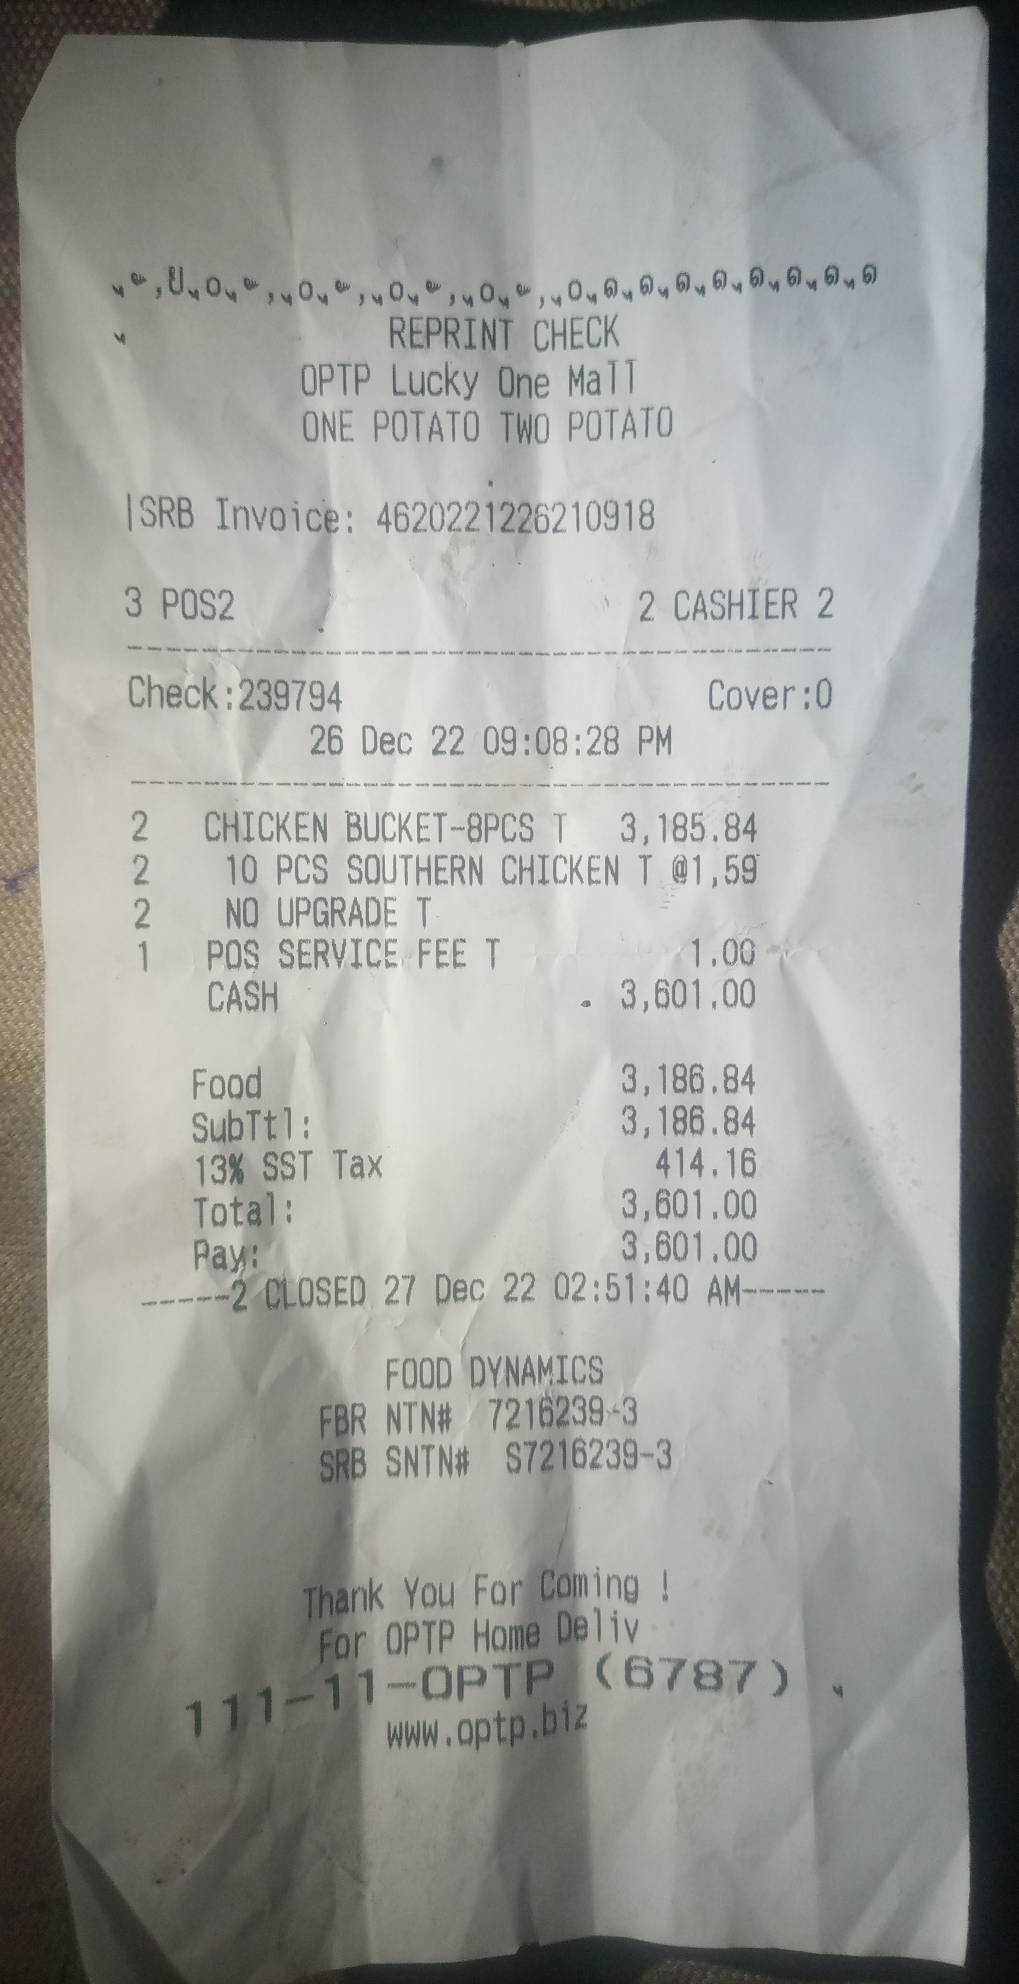 REPRINT CHECK
OPTP Lucky One Mall
ONE POTATO TWO POTATO
|SRB Invoice: 4620221226210918
3 POS2 2 CASHIER 2
Check:239794 Cover:0
26 Dec 22 09:08:28 PM
2 CHICKEN BUCKET-8PCS T 3,185.84
2 10 PCS SOUTHERN CHICKEN T @1,59
2 NO UPGRADE T
1 POS SERVICE FEE T 1.00
CASH 3,601.00
Food 3,186.84
SubTtl: 3,186.84
13% SST Tax 414.16
Total: 3,601.00
Pay: 3,601.00
-----2 CLOSED 27 Dec 22 02:51:40 AM-----
FOOD DYNAMICS
FBR NTN# 7216239-3
SRB SNTN# S7216239-3
Thank You For Coming !
For OPTP Home Deliv
111-11-OPTP (6787)
www.optp.biz